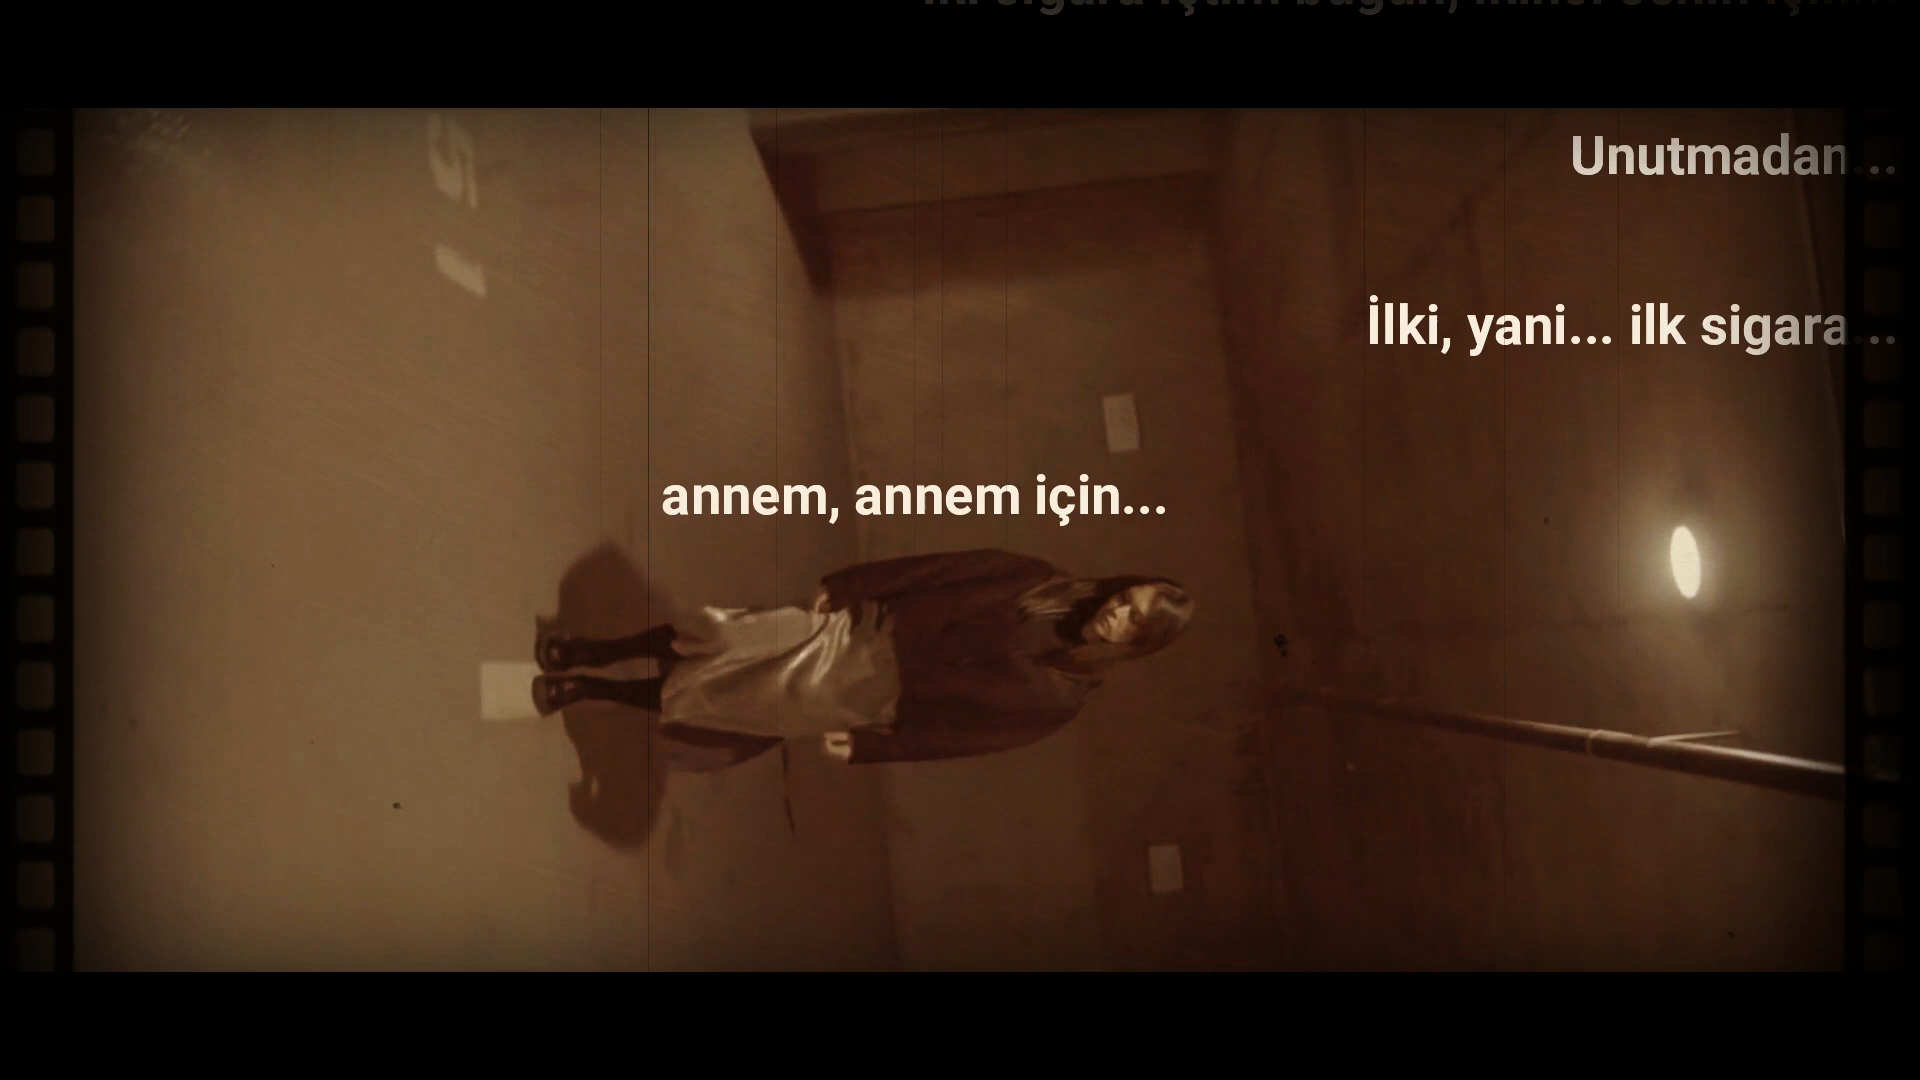 Unutmadan...
İlki, yani... ilk sigara...
annem, annem için...